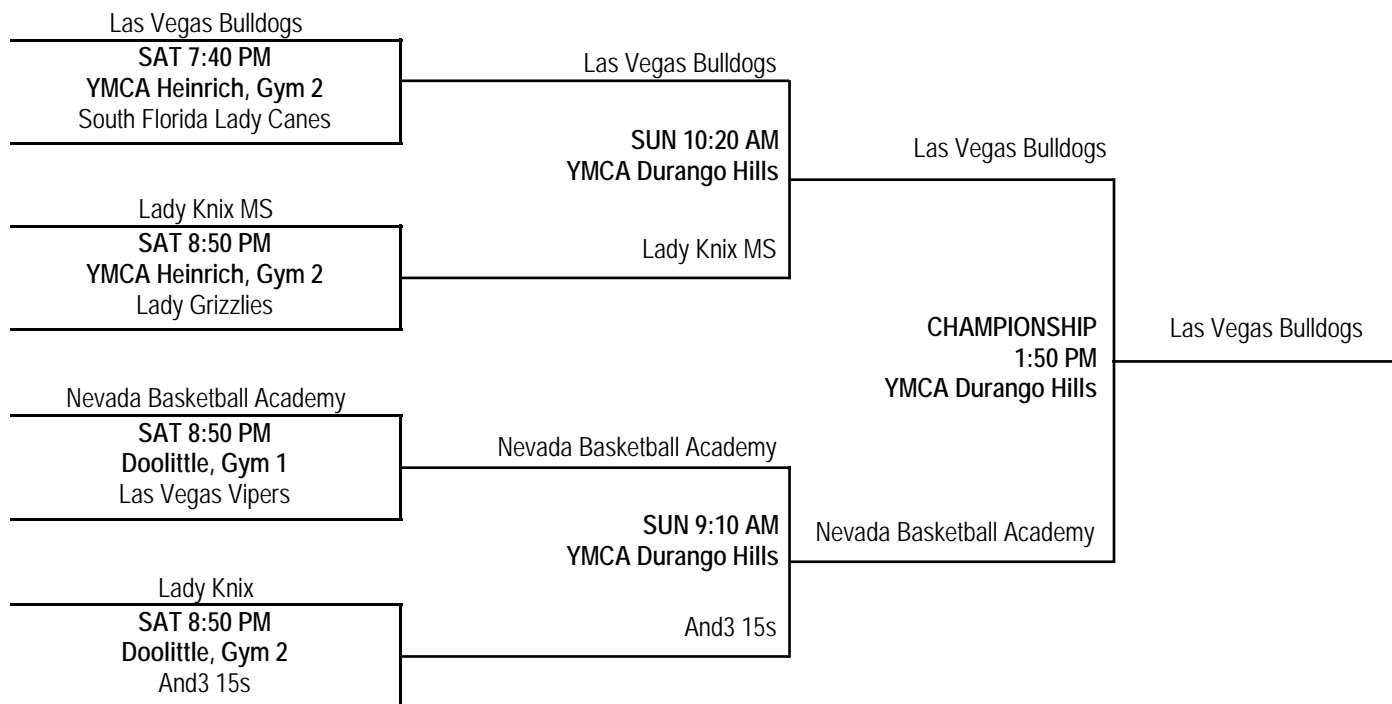 Las Vegas Bulldogs
SAT 7:40 PM
YMCA Heinrich, Gym 2
South Florida Lady Canes
Lady Knix MS
SAT 8:50 PM
YMCA Heinrich, Gym 2
Lady Grizzlies
Nevada Basketball Academy
SAT 8:50 PM
Doolittle, Gym 1
Las Vegas Vipers
Lady Knix
SAT 8:50 PM
Doolittle, Gym 2
And3 15s
Las Vegas Bulldogs
SUN 10:20 AM
YMCA Durango Hills
Lady Knix MS
Nevada Basketball Academy
SUN 9:10 AM
YMCA Durango Hills
And3 15s
Las Vegas Bulldogs
CHAMPIONSHIP
1:50 PM
YMCA Durango Hills
Nevada Basketball Academy
Las Vegas Bulldogs